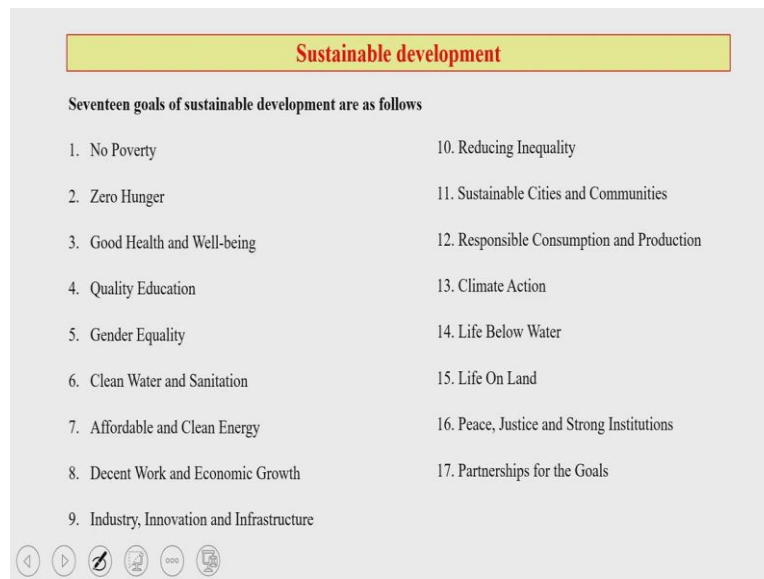 Sustainable development
Seventeen goals of sustainable development are as follows
1. No Poverty
2. Zero Hunger
3. Good Health and Well-being
4. Quality Education
5. Gender Equality
6. Clean Water and Sanitation
7. Affordable and Clean Energy
8. Decent Work and Economic Growth
9. Industry, Innovation and Infrastructure
10. Reducing Inequality
11. Sustainable Cities and Communities
12. Responsible Consumption and Production
13. Climate Action
14. Life Below Water
15. Life On Land
16. Peace, Justice and Strong Institutions
17. Partnerships for the Goals